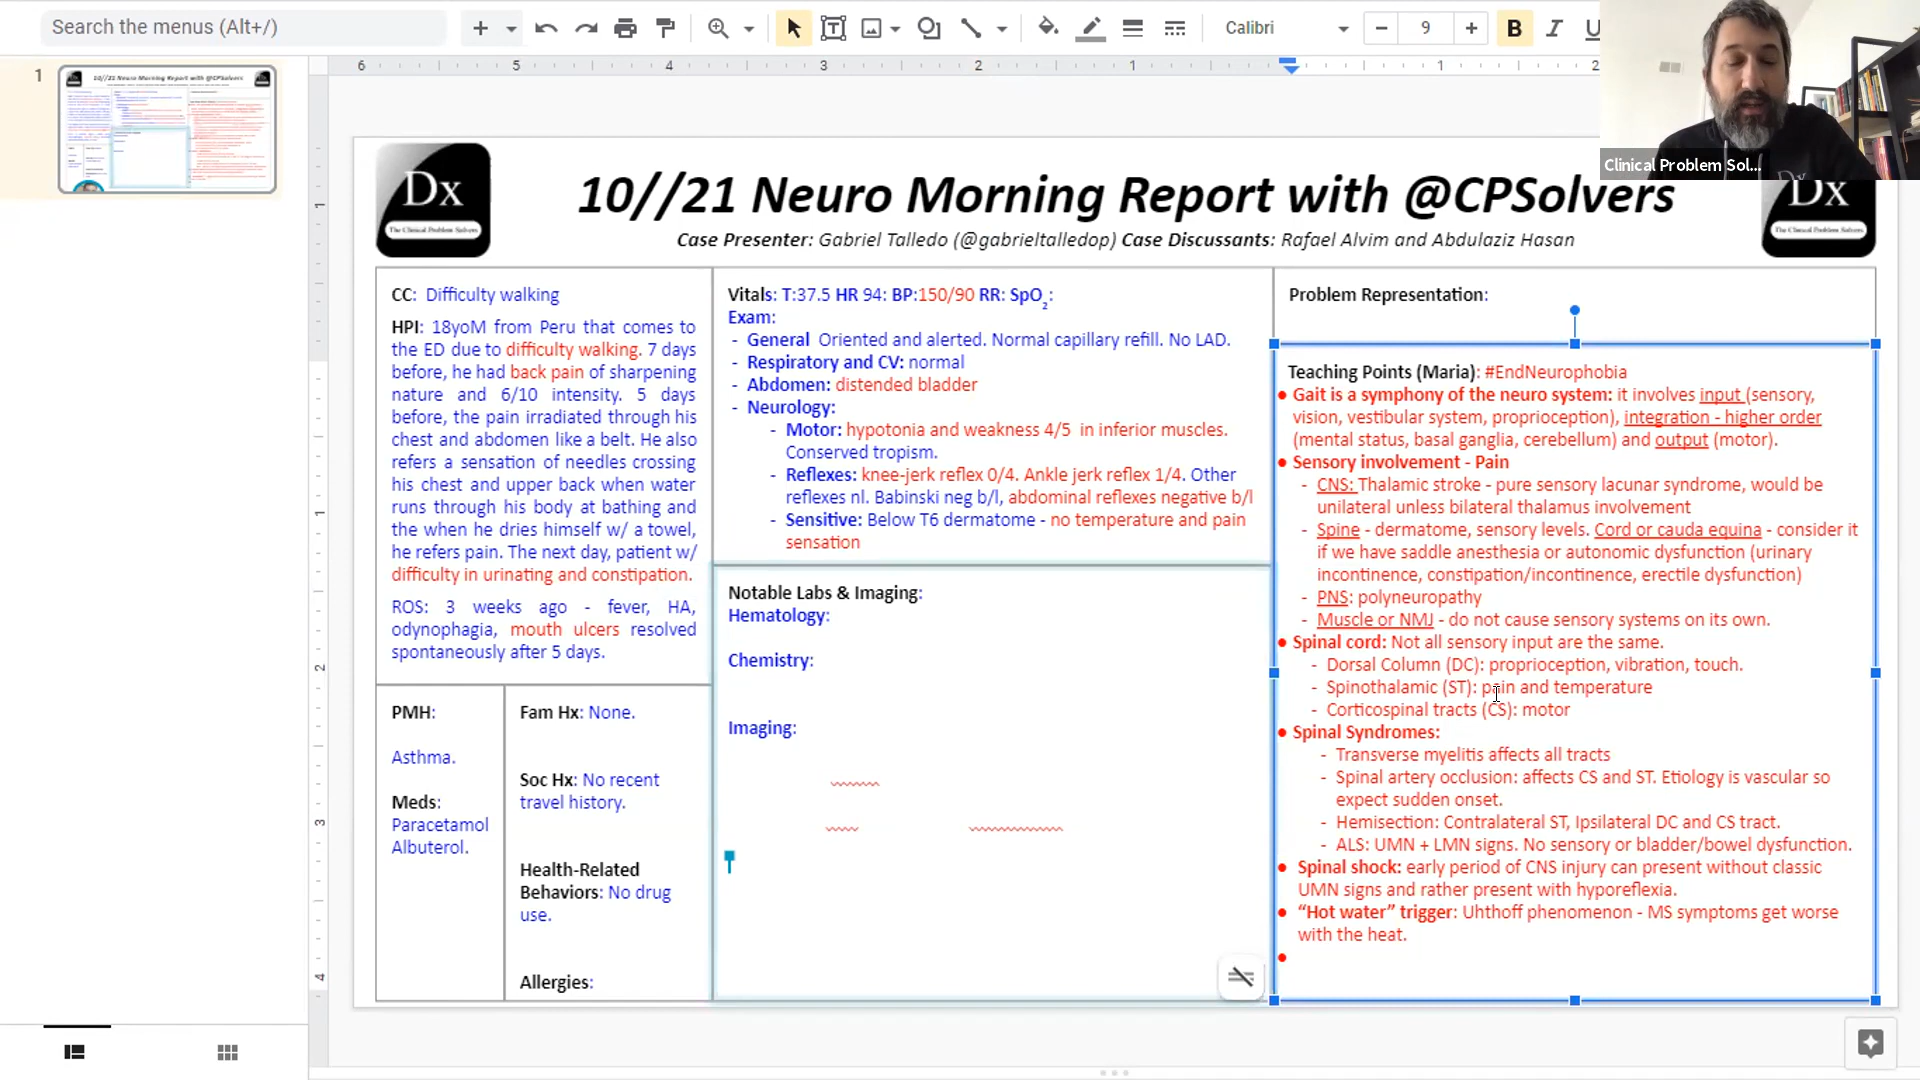 Search the menus (Alt+/)
Calibri
9
B
I
U
6
5
4
3
2
1
1
2
1
1
1
2
3
4
Clinical Problem Sol...
Dx
The Clinical Problem Solvers
10//21 Neuro Morning Report with @CPSolvers
Case Presenter: Gabriel Talledo (@gabrieltalledop) Case Discussants: Rafael Alvim and Abdulaziz Hasan
Dx
The Clinical Problem Solvers
CC: Difficulty walking
HPI: 18yoM from Peru that comes to
the ED due to difficulty walking. 7 days
before, he had back pain of sharpening
nature and 6/10 intensity. 5 days
before, the pain irradiated through his
chest and abdomen like a belt. He also
refers a sensation of needles crossing
his chest and upper back when water
runs through his body at bathing and
the when he dries himself w/ a towel,
he refers pain. The next day, patient w/
difficulty in urinating and constipation.
ROS: 3 weeks ago - fever, HA,
odynophagia, mouth ulcers resolved
spontaneously after 5 days.
PMH:
Asthma.
Meds:
Paracetamol
Albuterol.
Fam Hx: None.
Soc Hx: No recent
travel history.
Health-Related
Behaviors: No drug
use.
Allergies:
Vitals: T:37.5 HR 94: BP:150/90 RR: SpO2:
Exam:
- General Oriented and alerted. Normal capillary refill. No LAD.
- Respiratory and CV: normal
- Abdomen: distended bladder
- Neurology:
- Motor: hypotonia and weakness 4/5 in inferior muscles.
Conserved tropism.
- Reflexes: knee-jerk reflex 0/4. Ankle jerk reflex 1/4. Other
reflexes nl. Babinski neg b/l, abdominal reflexes negative b/l
- Sensitive: Below T6 dermatome - no temperature and pain
sensation
Notable Labs & Imaging:
Hematology:
Chemistry:
Imaging:
Problem Representation:
Teaching Points (Maria): #EndNeurophobia
● Gait is a symphony of the neuro system: it involves input (sensory,
vision, vestibular system, proprioception), integration - higher order
(mental status, basal ganglia, cerebellum) and output (motor).
● Sensory involvement - Pain
- CNS: Thalamic stroke - pure sensory lacunar syndrome, would be
unilateral unless bilateral thalamus involvement
- Spine - dermatome, sensory levels. Cord or cauda equina - consider it
if we have saddle anesthesia or autonomic dysfunction (urinary
incontinence, constipation/incontinence, erectile dysfunction)
- PNS: polyneuropathy
- Muscle or NMJ - do not cause sensory systems on its own.
● Spinal cord: Not all sensory input are the same.
- Dorsal Column (DC): proprioception, vibration, touch.
- Spinothalamic (ST): pain and temperature
- Corticospinal tracts (CS): motor
● Spinal Syndromes:
- Transverse myelitis affects all tracts
- Spinal artery occlusion: affects CS and ST. Etiology is vascular so
expect sudden onset.
- Hemisection: Contralateral ST, Ipsilateral DC and CS tract.
- ALS: UMN + LMN signs. No sensory or bladder/bowel dysfunction.
● Spinal shock: early period of CNS injury can present without classic
UMN signs and rather present with hyporeflexia.
● “Hot water” trigger: Uhthoff phenomenon - MS symptoms get worse
with the heat.
●